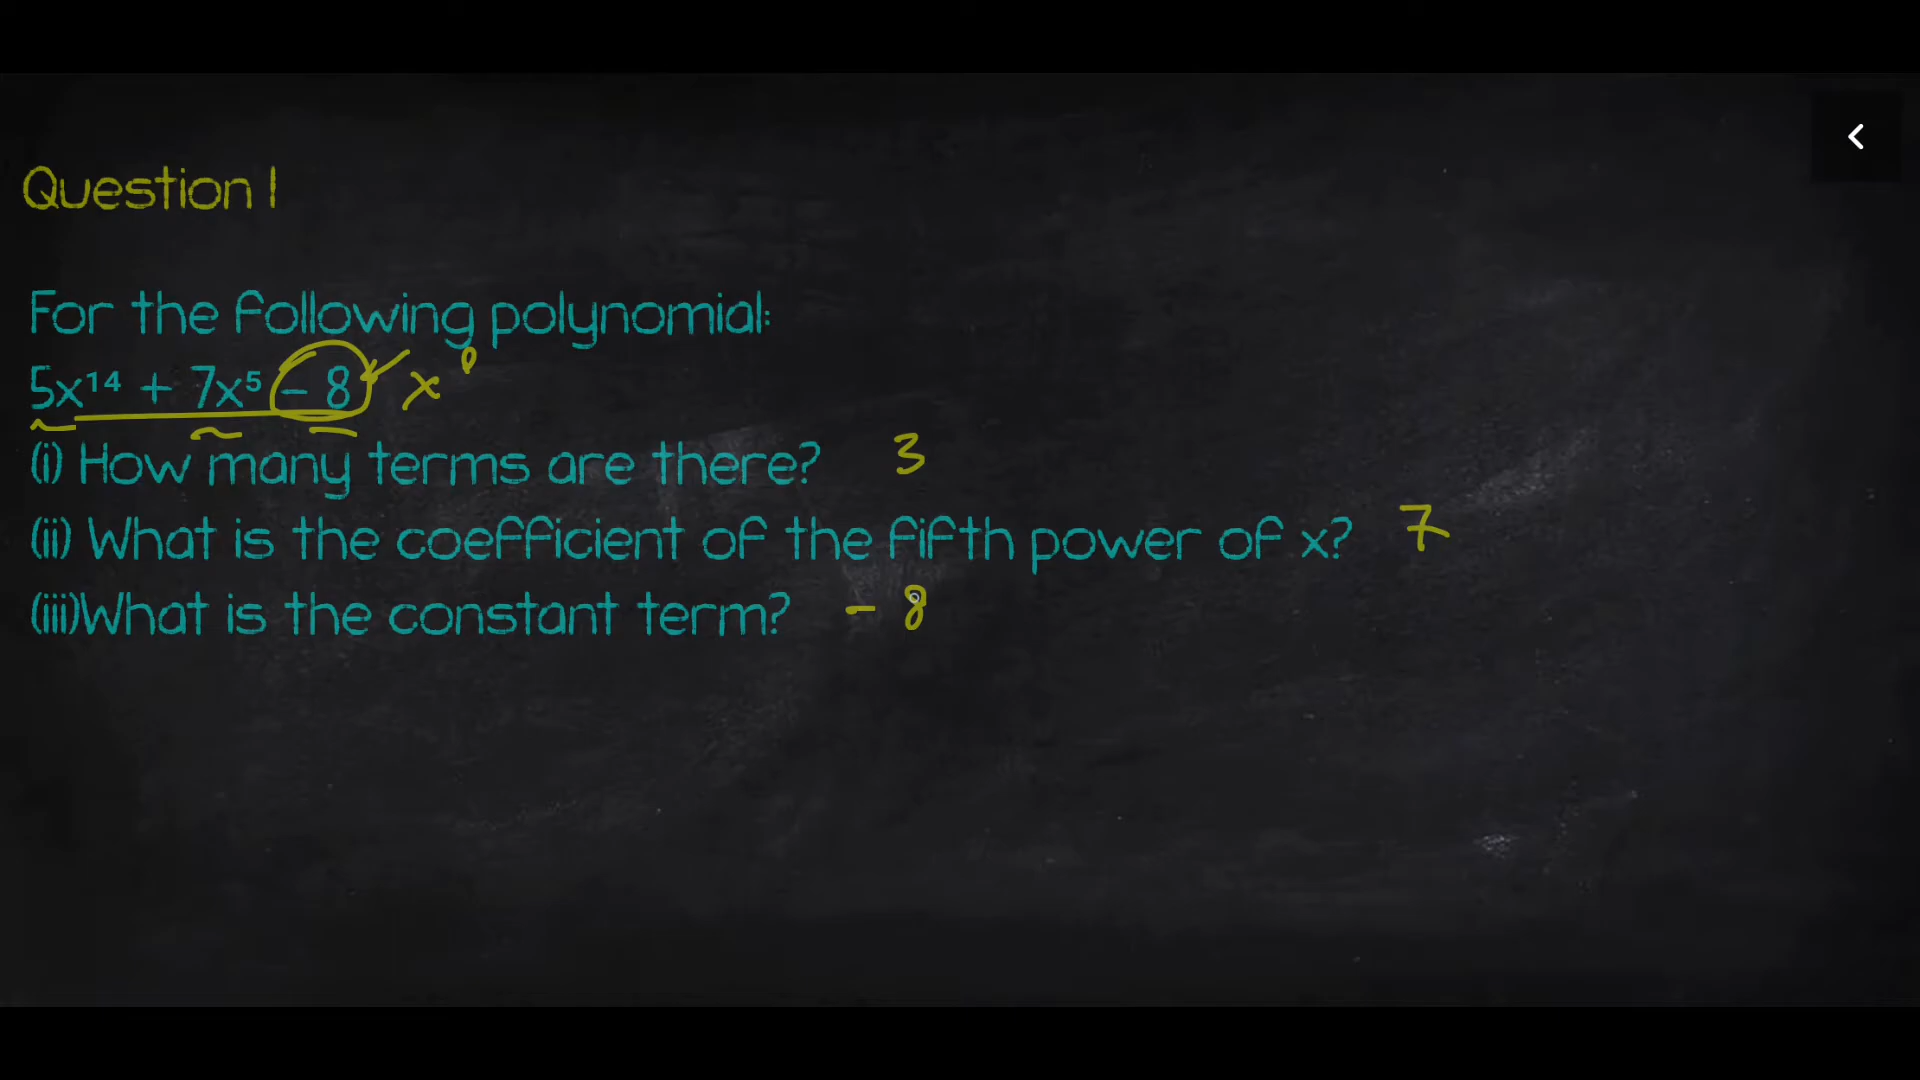 Question 1
For the following polynomial:
5x¹⁴ + 7x⁵ - 8 x⁰
(i) How many terms are there? 3
(ii) What is the coefficient of the fifth power of x? 7
(iii)What is the constant term? - 8